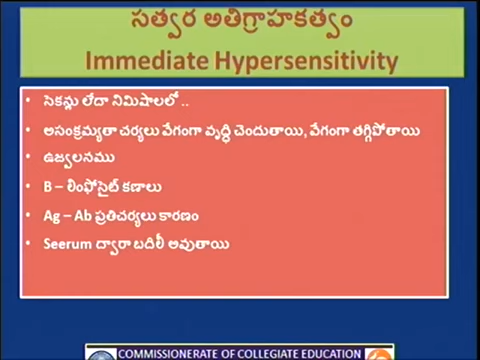 సత్వర అతిగ్రాహకత్వం
Immediate Hypersensitivity
• సెకన్లు లేదా నిమిషాలలో ..
• అసంక్రమ్యతా చర్యలు వేగంగా వృద్ధి చెందుతాయి, వేగంగా తగ్గిపోతాయి
• ఉజ్వలనము
• B – లింఫోసైట్ కణాలు
• Ag – Ab ప్రతిచర్యలు కారణం
• Seerum ద్వారా బదిలీ అవుతాయి
COMMISSIONERATE OF COLLEGIATE EDUCATION